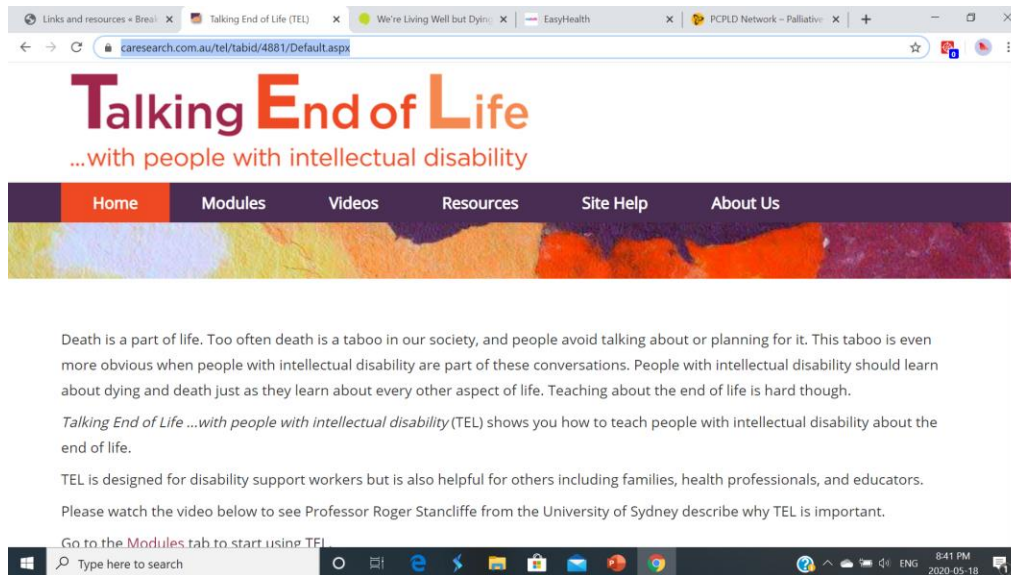 Links and resources « Break
Talking End of Life (TEL)
We're Living Well but Dying
EasyHealth
PCPLD Network – Palliative
caresearch.com.au/tel/tabid/4881/Default.aspx
0
Talking End of Life
...with people with intellectual disability
Home Modules Videos Resources Site Help About Us
Death is a part of life. Too often death is a taboo in our society, and people avoid talking about or planning for it. This taboo is even
more obvious when people with intellectual disability are part of these conversations. People with intellectual disability should learn
about dying and death just as they learn about every other aspect of life. Teaching about the end of life is hard though.
Talking End of Life ...with people with intellectual disability (TEL) shows you how to teach people with intellectual disability about the
end of life.
TEL is designed for disability support workers but is also helpful for others including families, health professionals, and educators.
Please watch the video below to see Professor Roger Stancliffe from the University of Sydney describe why TEL is important.
Go to the Modules tab to start using TEL.
Type here to search
ENG
8:41 PM
2020-05-18